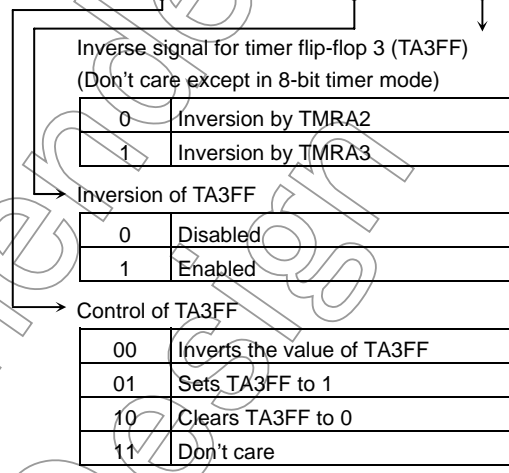 Inverse signal for timer flip-flop 3 (TA3FF)
(Don't care except in 8-bit timer mode)
0 Inversion by TMRA2
1 Inversion by TMRA3
Inversion of TA3FF
0 Disabled
1 Enabled
Control of TA3FF
00 Inverts the value of TA3FF
01 Sets TA3FF to 1
10 Clears TA3FF to 0
11 Don't care